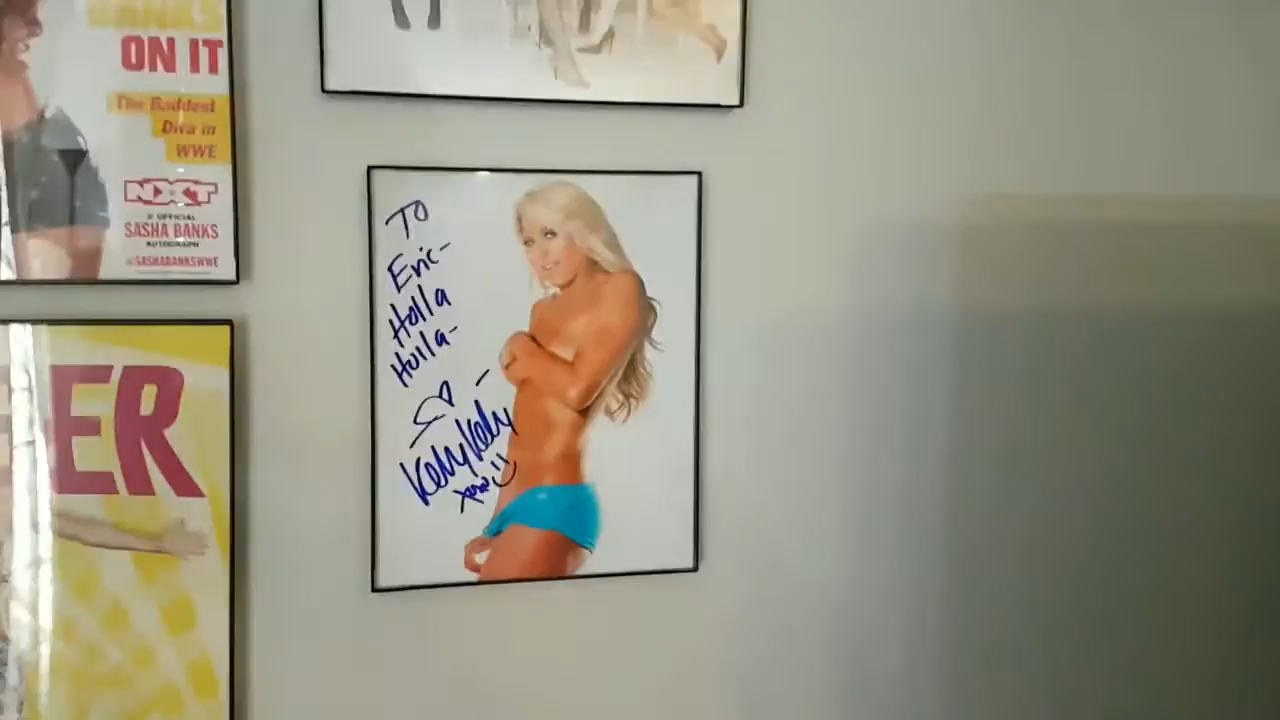 BANKS
ON IT
The Baddest
Diva in
WWE
NXT
OFFICIAL
SASHA BANKS
AUTOGRAPH
@SASHABANKSWWE
ER
To
Eric-
Holla
Holla-
Kelly Kelly
xoxo